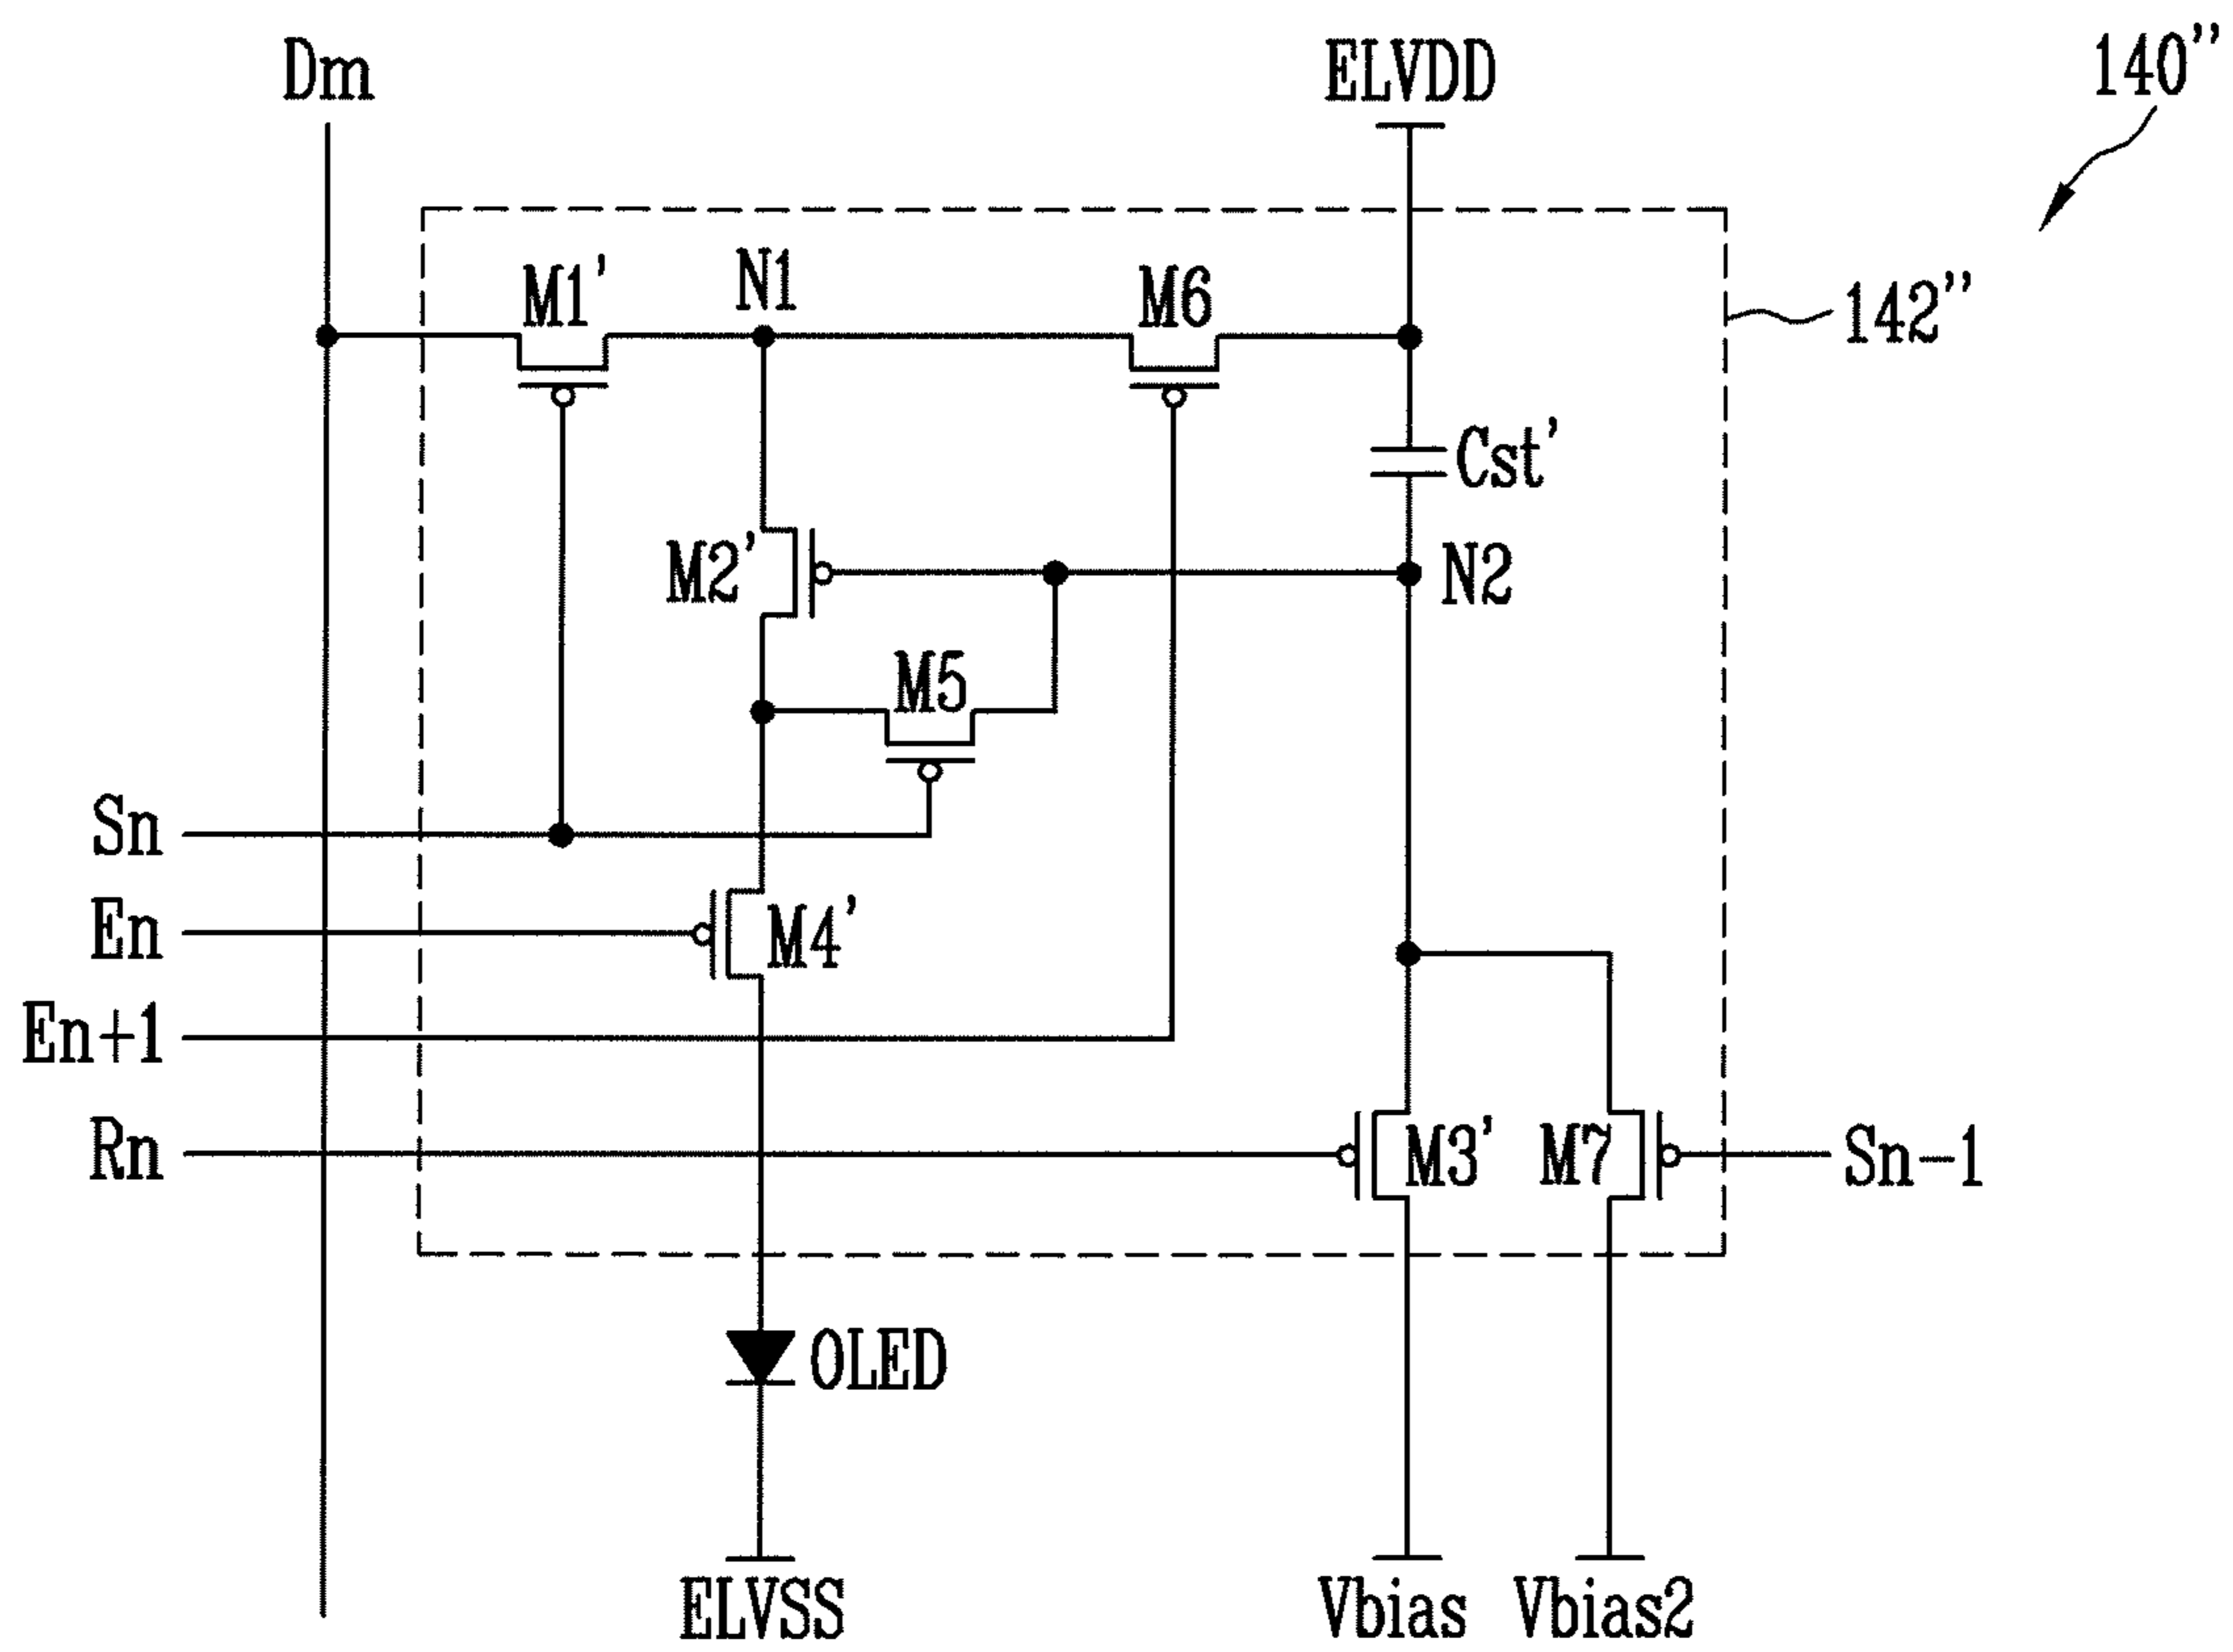 Dm
ELVDD
140''
M1'
N1
M6
142''
Cst'
M2'
N2
M5
Sn
En
M4'
En+1
Rn
M3'
M7
Sn-1
OLED
ELVSS
Vbias
Vbias2